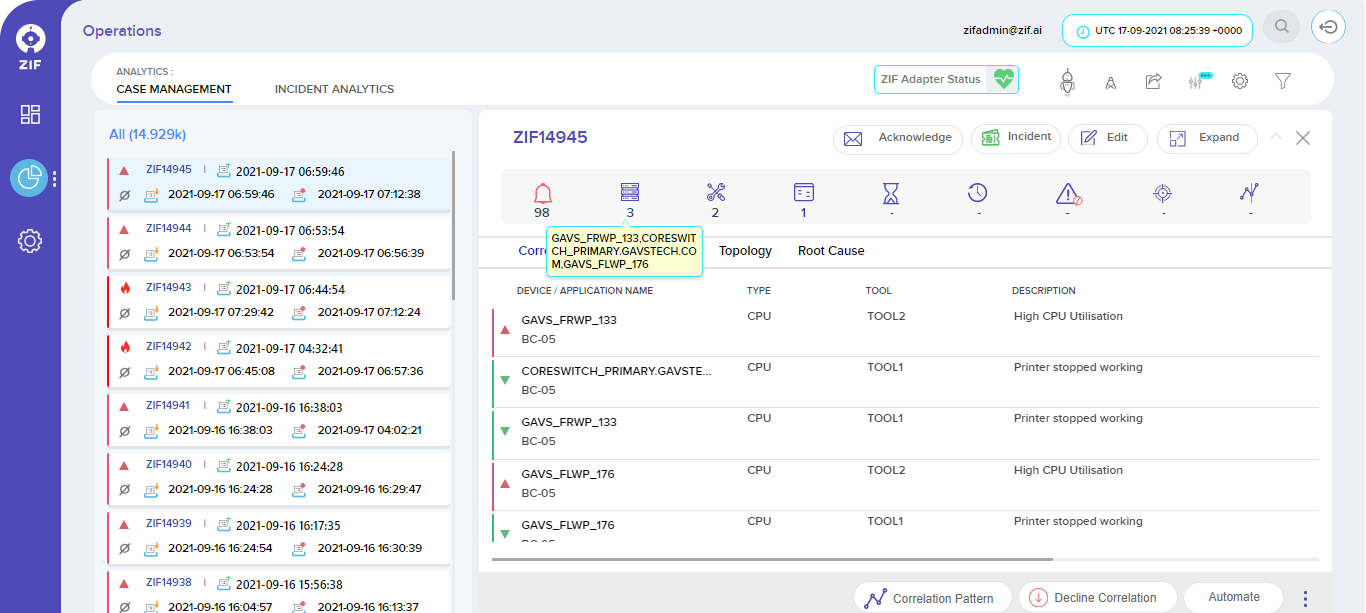 ZIF
Operations
zifadmin@zif.ai
UTC 17-09-2021 08:25:39 +0000
ANALYTICS :
CASE MANAGEMENT
INCIDENT ANALYTICS
ZIF Adapter Status
All (14.929k)
ZIF14945 | 2021-09-17 06:59:46
2021-09-17 06:59:46 2021-09-17 07:12:38
ZIF14944 | 2021-09-17 06:53:54
2021-09-17 06:53:54 2021-09-17 06:56:39
ZIF14943 | 2021-09-17 06:44:54
2021-09-17 07:29:42 2021-09-17 07:12:24
ZIF14942 | 2021-09-17 04:32:41
2021-09-17 06:45:08 2021-09-17 06:57:36
ZIF14941 | 2021-09-16 16:38:03
2021-09-16 16:38:03 2021-09-17 04:02:21
ZIF14940 | 2021-09-16 16:24:28
2021-09-16 16:24:28 2021-09-16 16:29:47
ZIF14939 | 2021-09-16 16:17:35
2021-09-16 16:24:54 2021-09-16 16:30:39
ZIF14938 | 2021-09-16 15:56:38
2021-09-16 16:04:57 2021-09-16 16:13:37
ZIF14945
Acknowledge
Incident
Edit
Expand
98 3 2 1 - - - - -
GAVS_FRWP_133,CORESWIT
CH_PRIMARY.GAVSTECH.CO
M,GAVS_FLWP_176
Topology
Root Cause
DEVICE / APPLICATION NAME TYPE TOOL DESCRIPTION
GAVS_FRWP_133 CPU TOOL2 High CPU Utilisation
BC-05
CORESWITCH_PRIMARY.GAVSTE... CPU TOOL1 Printer stopped working
BC-05
GAVS_FRWP_133 CPU TOOL1 Printer stopped working
BC-05
GAVS_FLWP_176 CPU TOOL2 High CPU Utilisation
BC-05
GAVS_FLWP_176 CPU TOOL1 Printer stopped working
Correlation Pattern
Decline Correlation
Automate